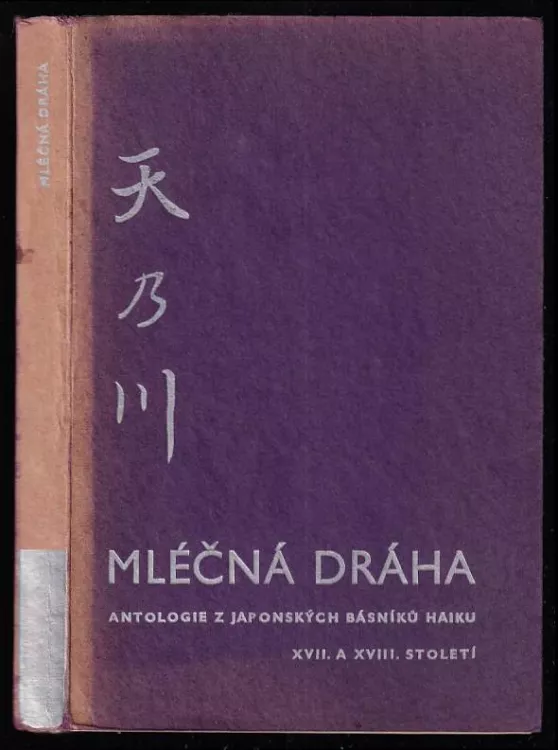 MLÉČNÁ DRÁHA
天
乃
川
MLÉČNÁ DRÁHA
ANTOLOGIE Z JAPONSKÝCH BÁSNÍKŮ HAIKU
XVII. A XVIII. STOLETÍ